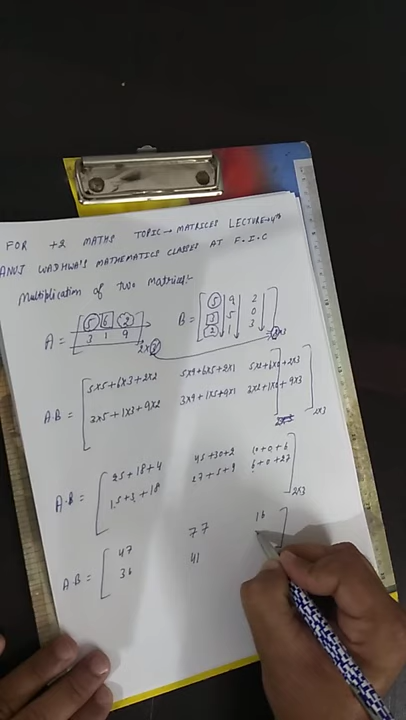 FOR +2 MATHS TOPIC → MATRICES LECTURE → 4TH
ANUJ WADHWA'S MATHEMATICS CLASSES AT F.I.C
Multiplication of Two Matrices:-
A = [5 6 2
3 1 9] 2×3
B = [5 9 2
3 5 0
2 1 3] 3×3
A·B = [5×5+6×3+2×2 5×9+6×5+2×1 5×2+6×0+2×3
3×5+1×3+9×2 3×9+1×5+9×1 3×2+1×0+9×3] 2×3
A·B = [25+18+4 45+30+2 10+0+6
15+3+18 27+5+9 6+0+27] 2×3
A·B = [47 77 16
36 41 ]